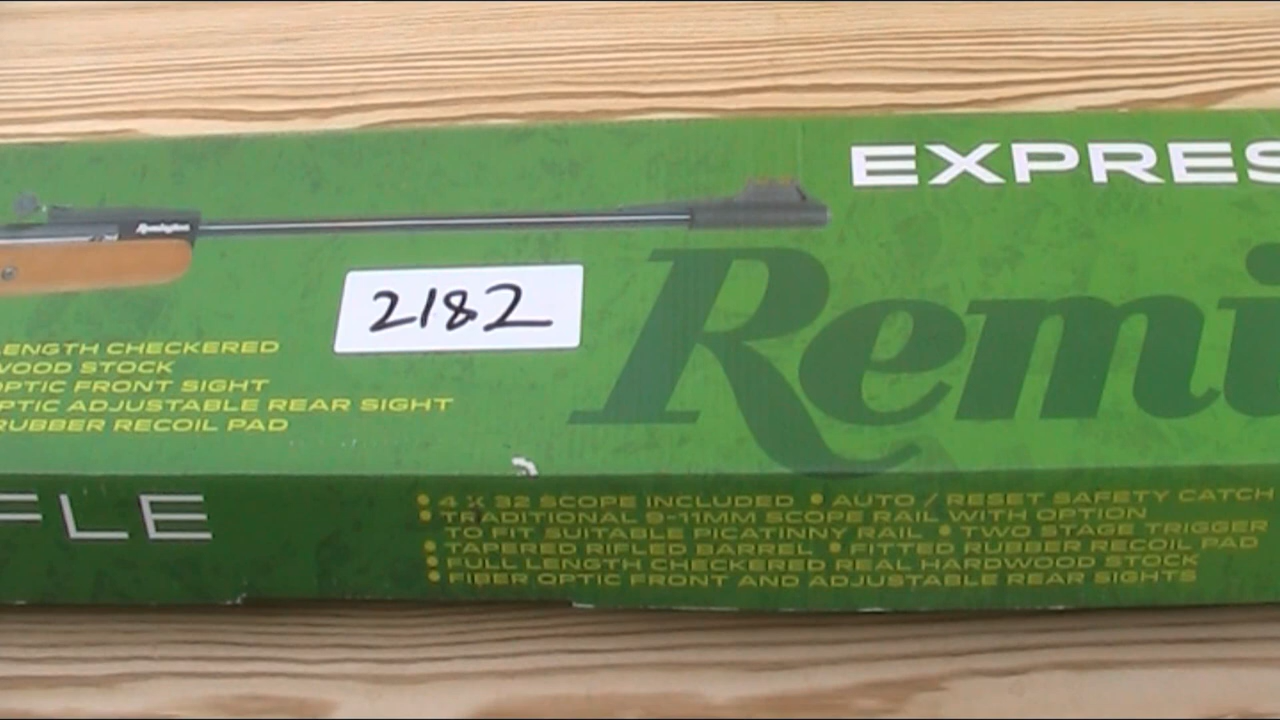 EXPRES
Remington
2182
Remi
LENGTH CHECKERED
WOOD STOCK
OPTIC FRONT SIGHT
PTIC ADJUSTABLE REAR SIGHT
RUBBER RECOIL PAD
FLE
• 4 X 32 SCOPE INCLUDED • AUTO / RESET SAFETY CATCH
• TRADITIONAL 9-11MM SCOPE RAIL WITH OPTION
TO FIT SUITABLE PICATINNY RAIL • TWO STAGE TRIGGER
• TAPERED RIFLED BARREL • FITTED RUBBER RECOIL PAD
• FULL LENGTH CHECKERED REAL HARDWOOD STOCK
• FIBER OPTIC FRONT AND ADJUSTABLE REAR SIGHTS